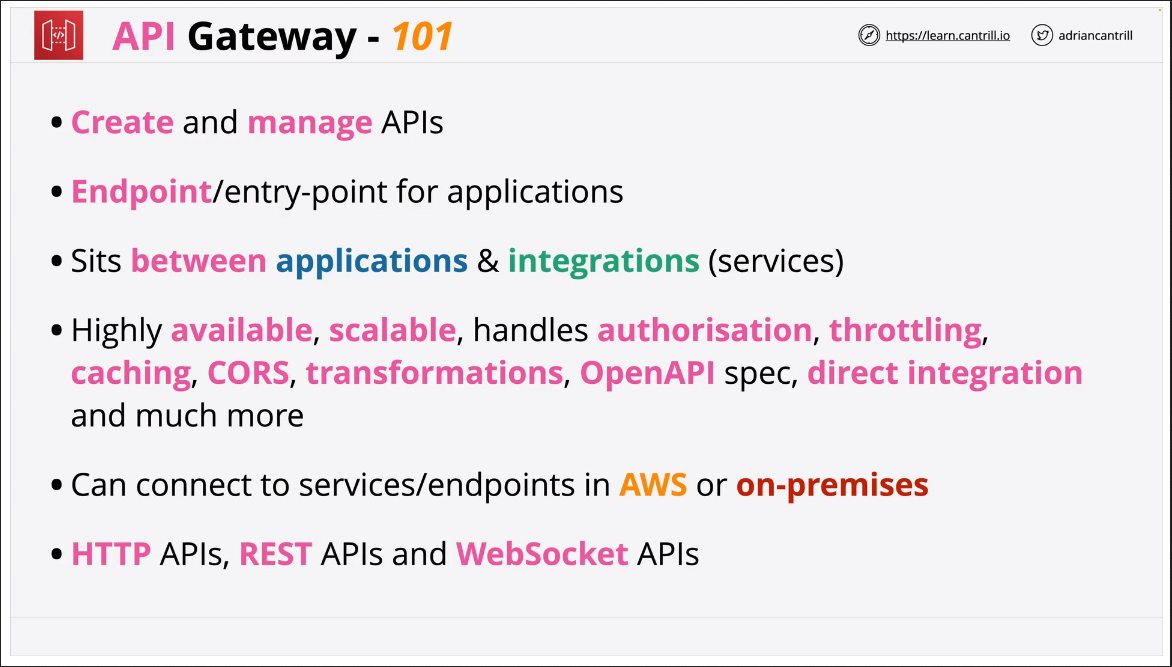 API Gateway - 101
https://learn.cantrill.io
adriancantrill
• Create and manage APIs
• Endpoint/entry-point for applications
• Sits between applications & integrations (services)
• Highly available, scalable, handles authorisation, throttling,
caching, CORS, transformations, OpenAPI spec, direct integration
and much more
• Can connect to services/endpoints in AWS or on-premises
• HTTP APIs, REST APIs and WebSocket APIs